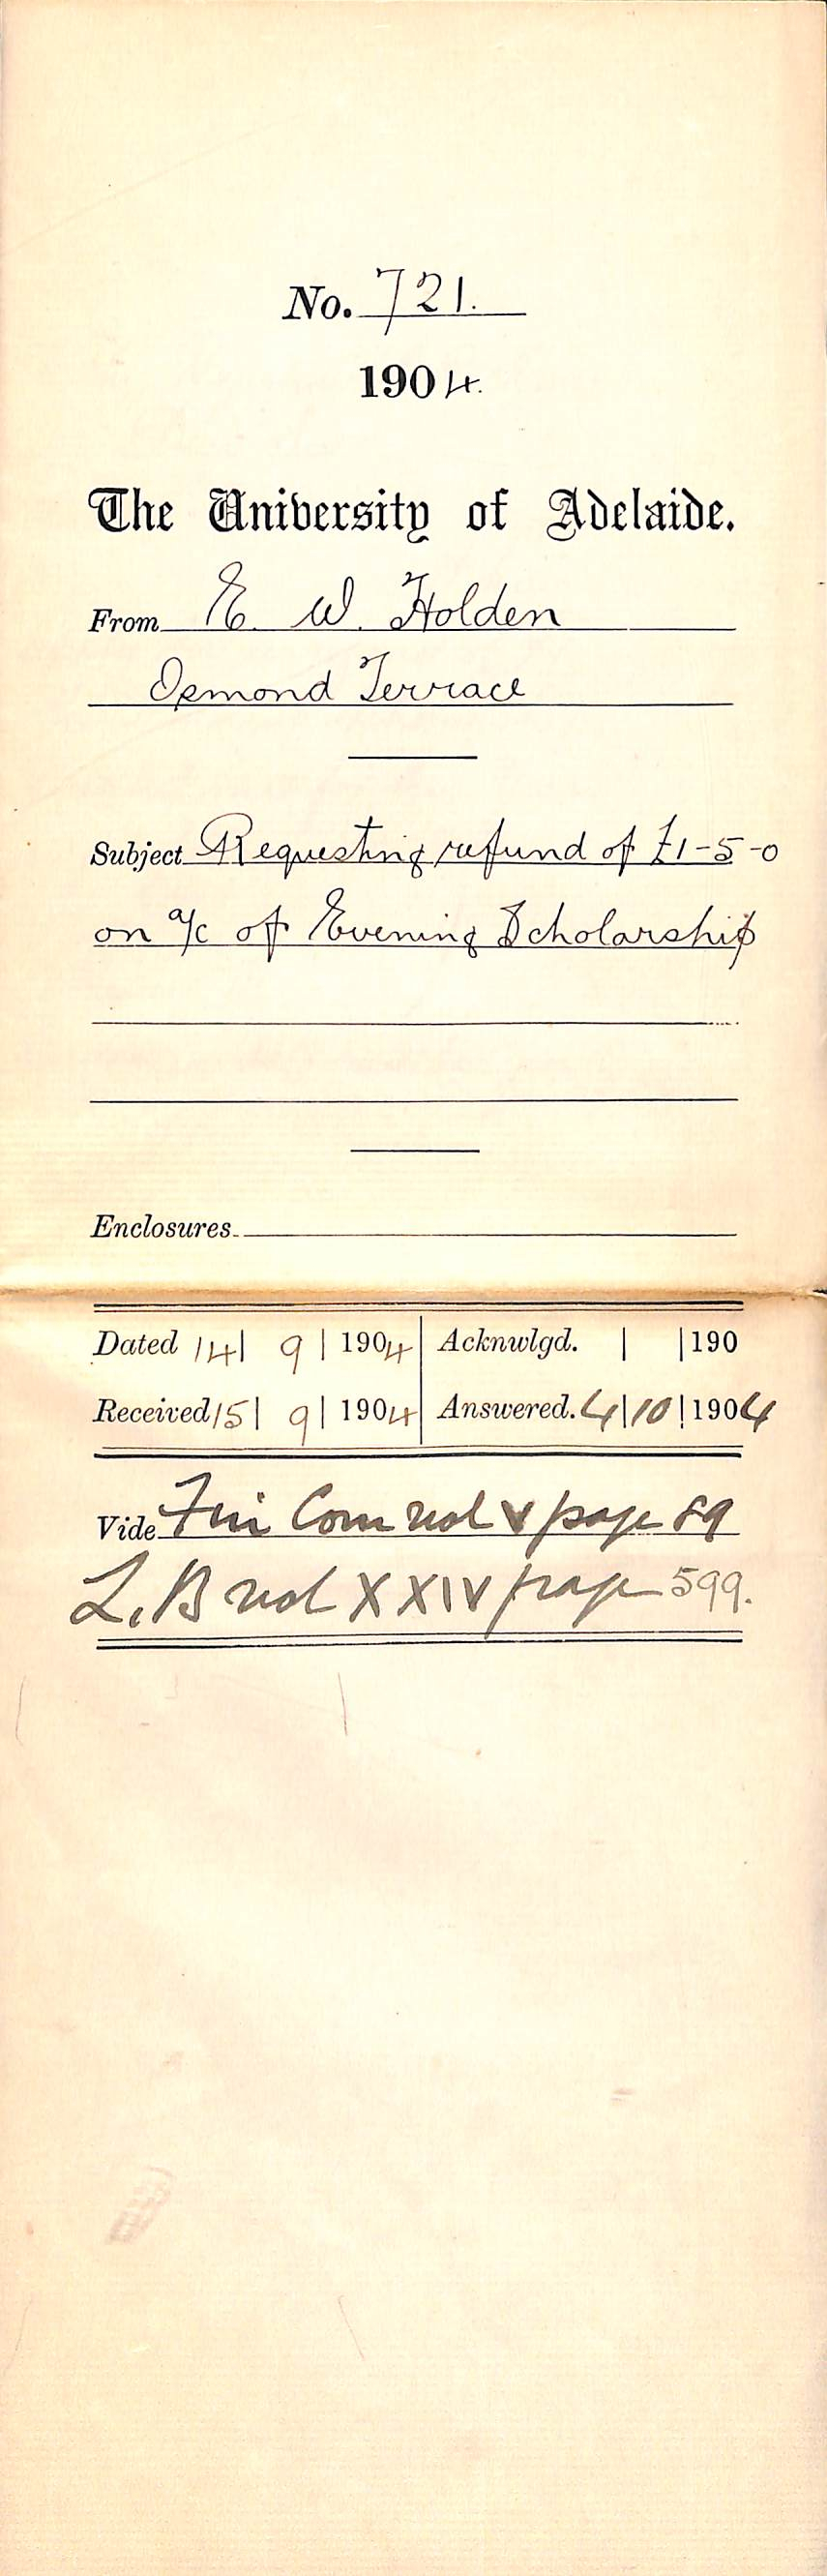 No. 721.
1904.
The University of Adelaide.
From E. W. Holden
Osmond Terrace
Subject Requesting refund of £1-5-0
on a/c of Evening Scholarship
Enclosures
Dated 14 | 9 | 1904 Acknwlgd. | | 190
Received 15 | 9 | 1904 Answered. 4 | 10 | 1904
Vide Fin Com vol V page 89
L. B vol XXIV page 599.